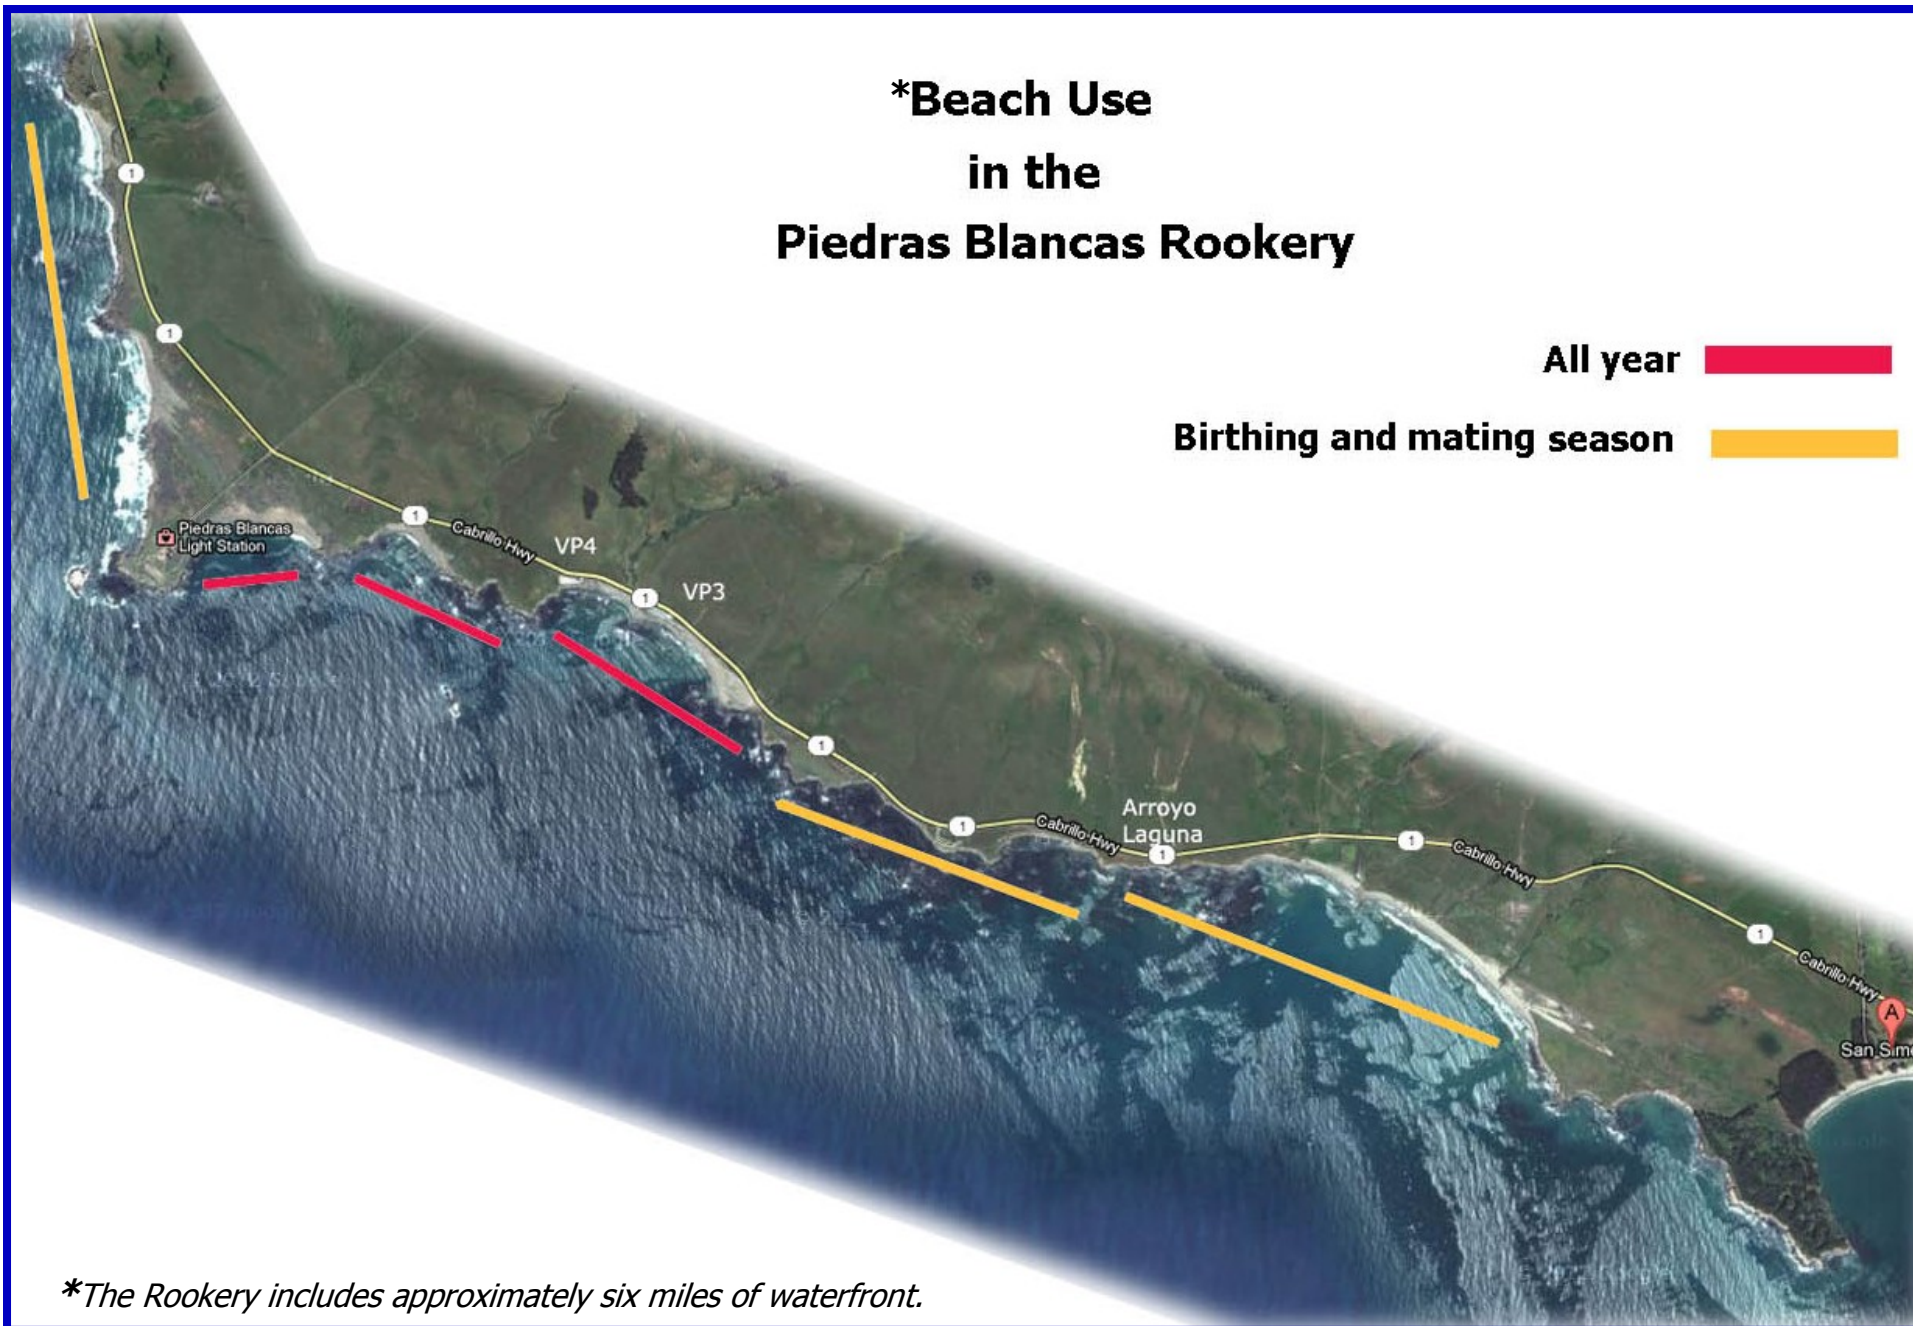 *Beach Use
in the
Piedras Blancas Rookery
All year
Birthing and mating season
1
1
Piedras Blancas
Light Station
1
Cabrillo Hwy
VP4
1
VP3
1
1
Cabrillo Hwy
Arroyo
Laguna
1
1
Cabrillo Hwy
1
Cabrillo Hwy
A
San Sim
*The Rookery includes approximately six miles of waterfront.